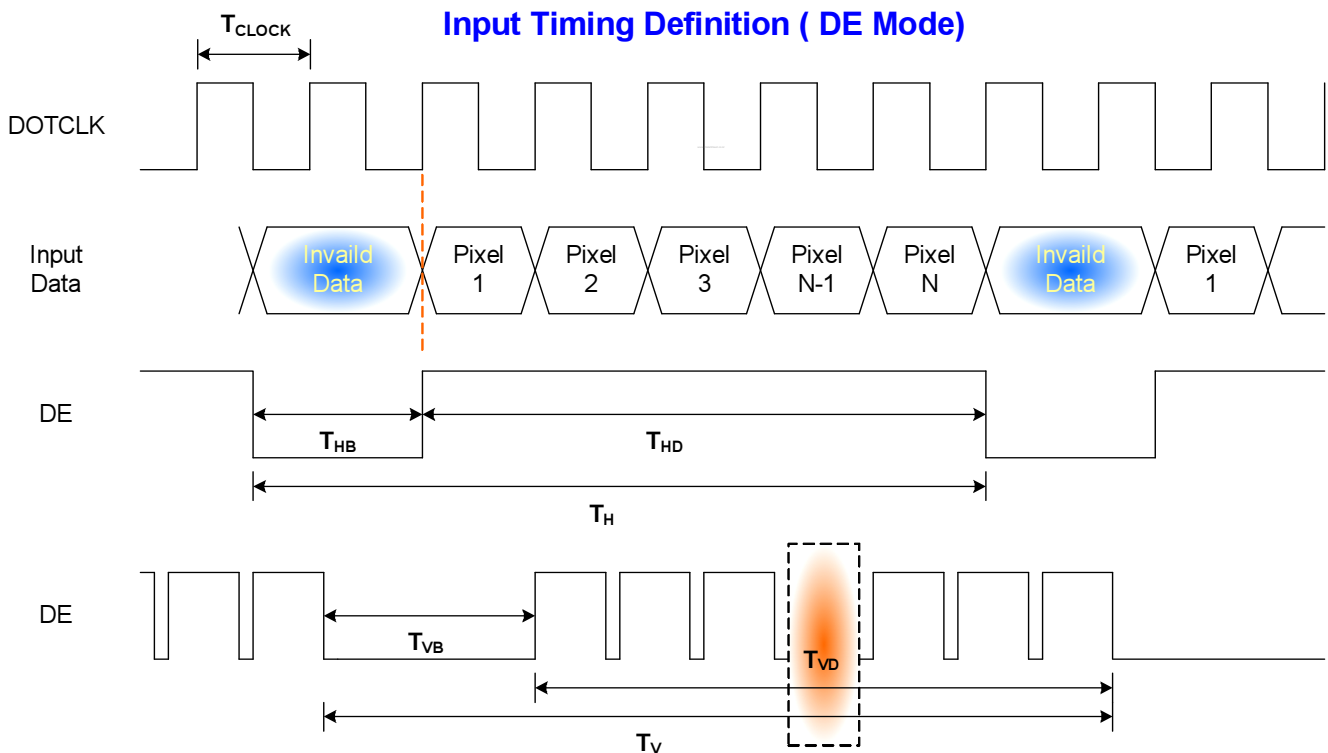 Input Timing Definition ( DE Mode)
TCLOCK
DOTCLK
Input
Data
Invaild
Data
Pixel
1
Pixel
2
Pixel
3
Pixel
N-1
Pixel
N
Invaild
Data
Pixel
1
DE
THB
THD
TH
DE
TVB
TVD
TV